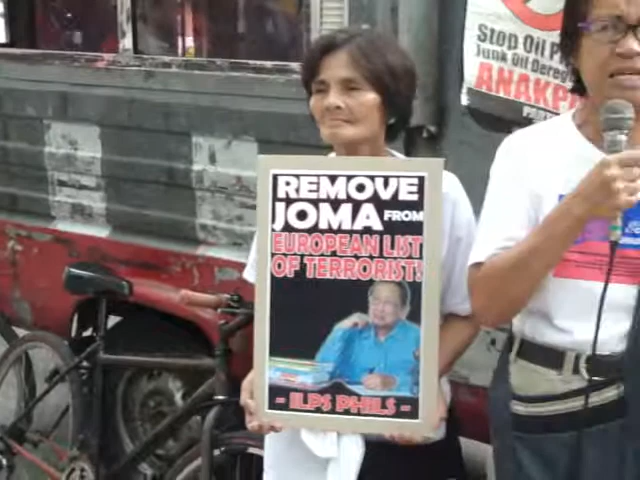 REMOVE
JOMA FROM
EUROPEAN LIST
OF TERRORIST!
- ILPS PHILS -
Stop Oil
Junk Oil Dereg
ANAKP